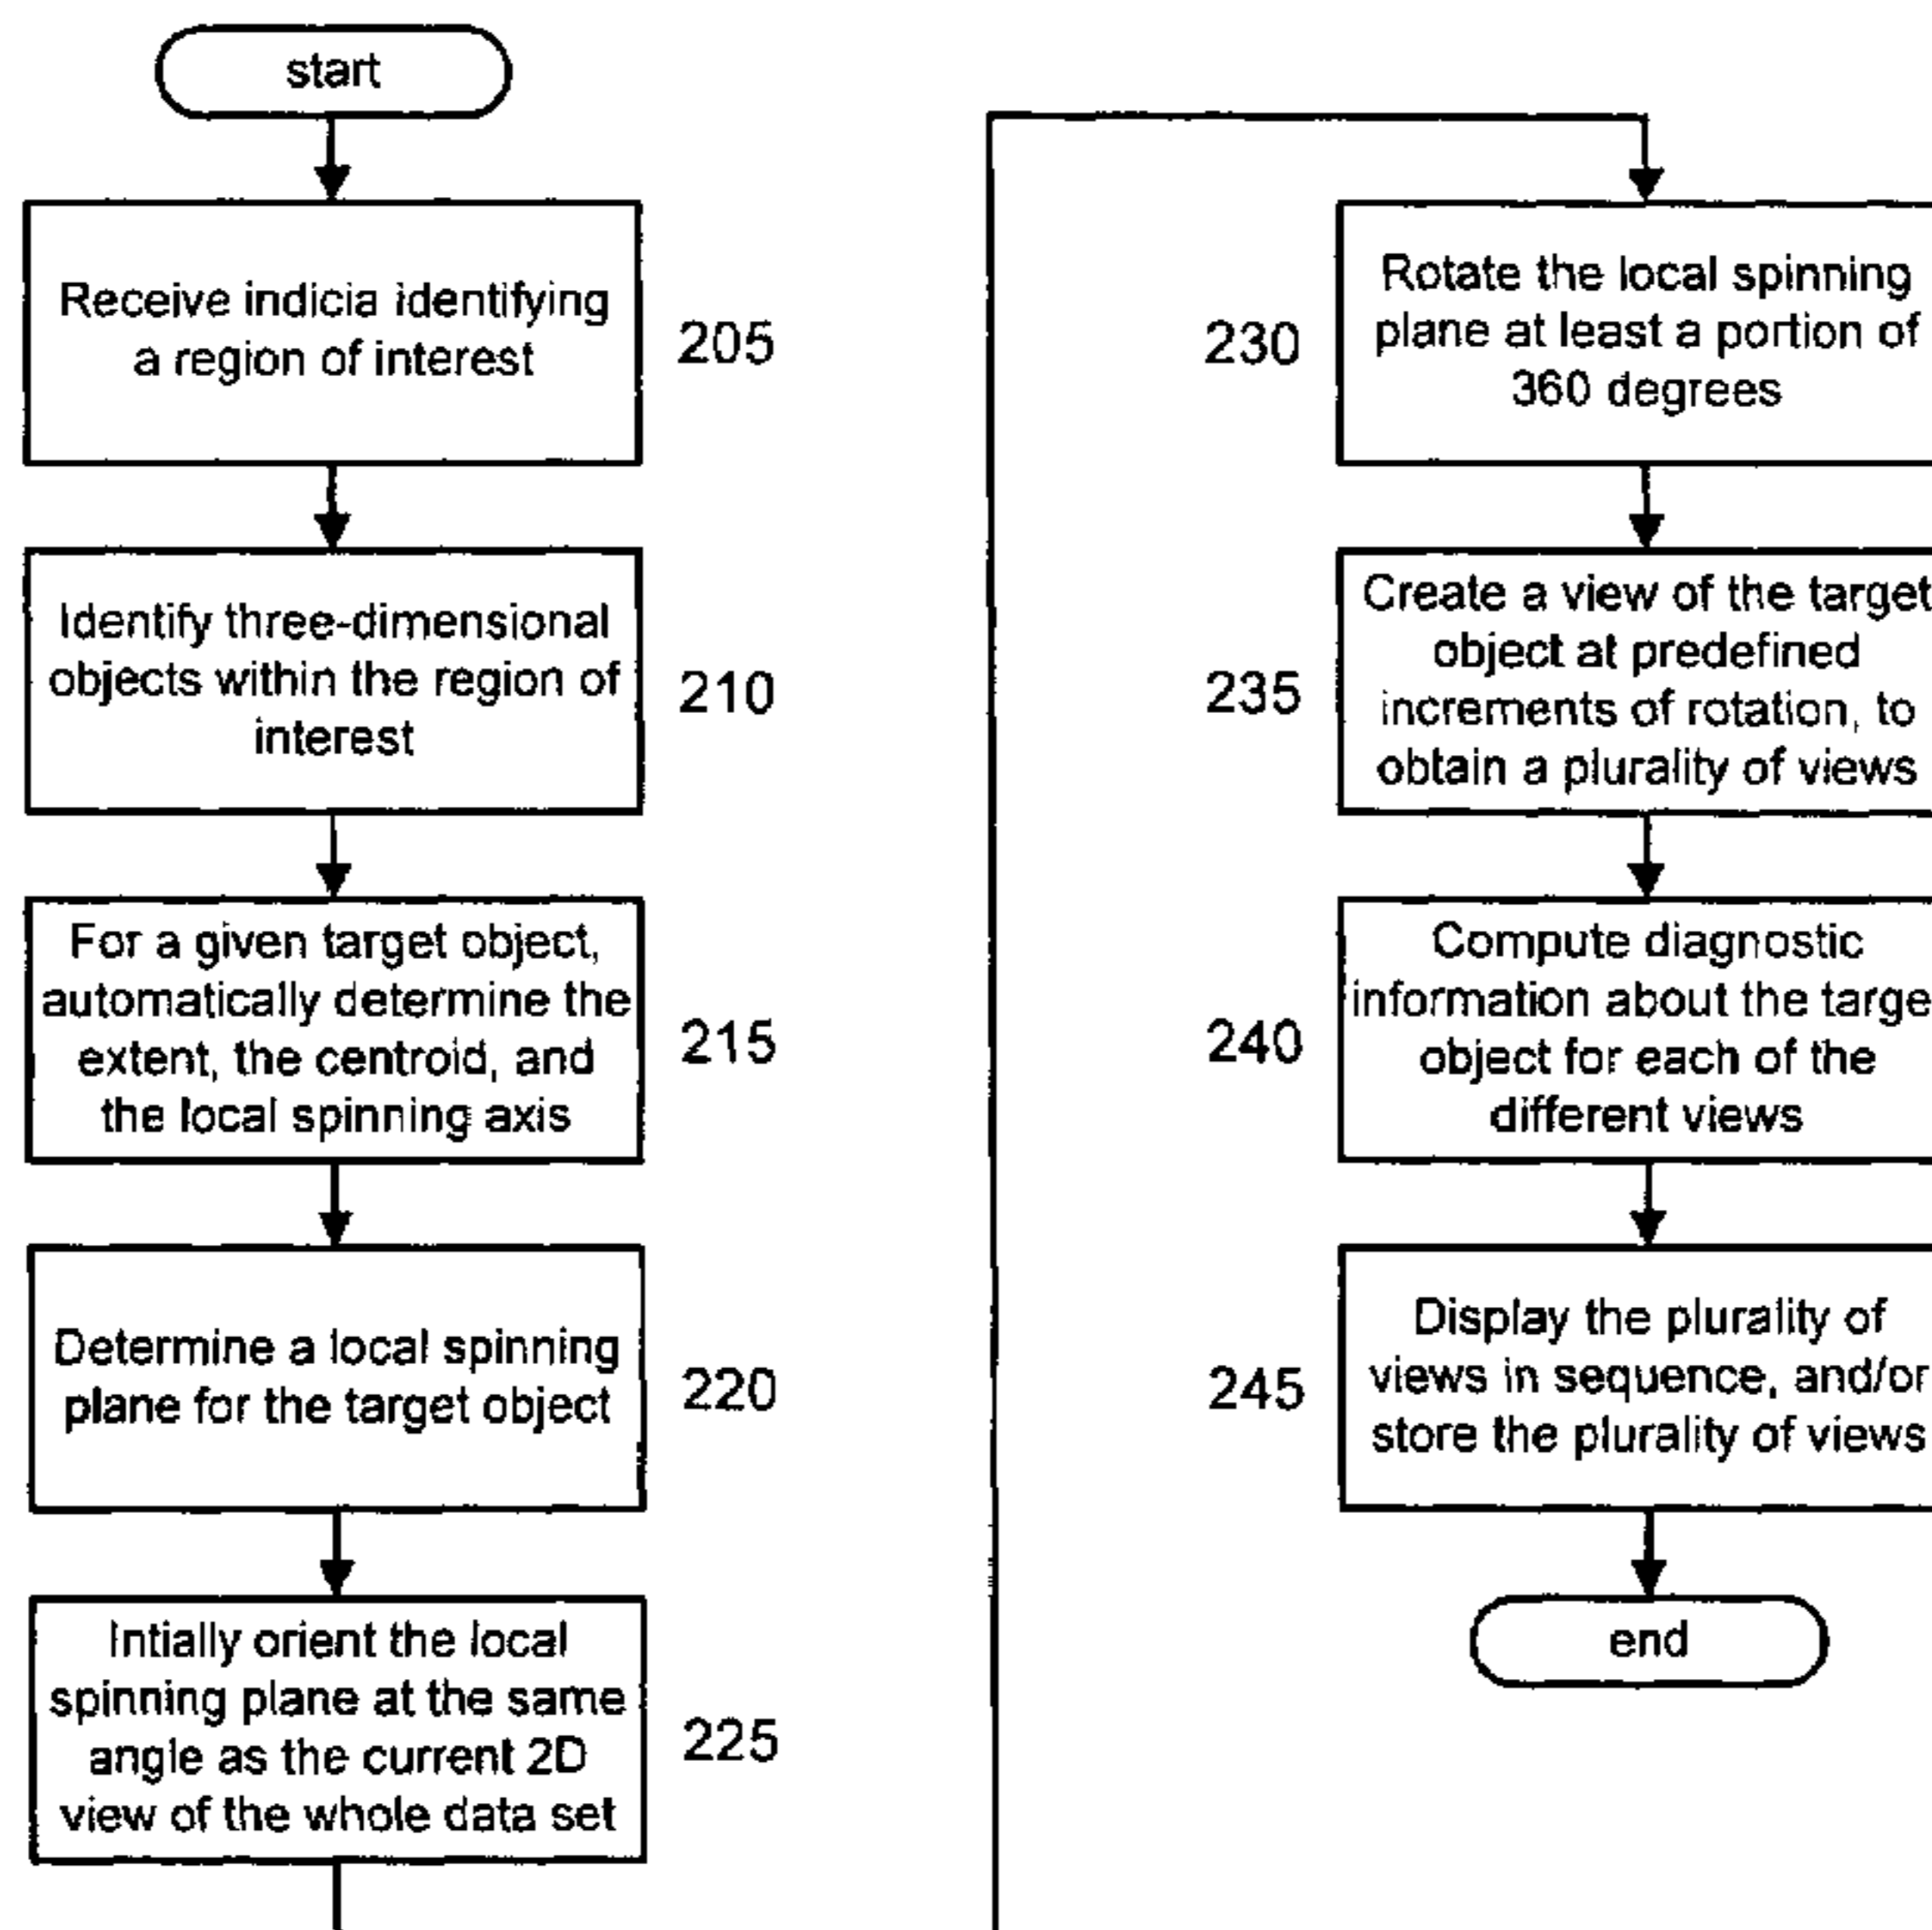 start
Receive indicia identifying
a region of interest
205
Identify three-dimensional
objects within the region of
interest
210
For a given target object,
automatically determine the
extent, the centroid, and
the local spinning axis
215
Determine a local spinning
plane for the target object
220
Intially orient the local
spinning plane at the same
angle as the current 2D
view of the whole data set
225
230
Rotate the local spinning
plane at least a portion of
360 degrees
235
Create a view of the target
object at predefined
increments of rotation, to
obtain a plurality of views
240
Compute diagnostic
information about the targe
object for each of the
different views
245
Display the plurality of
views in sequence, and/or
store the plurality of views
end